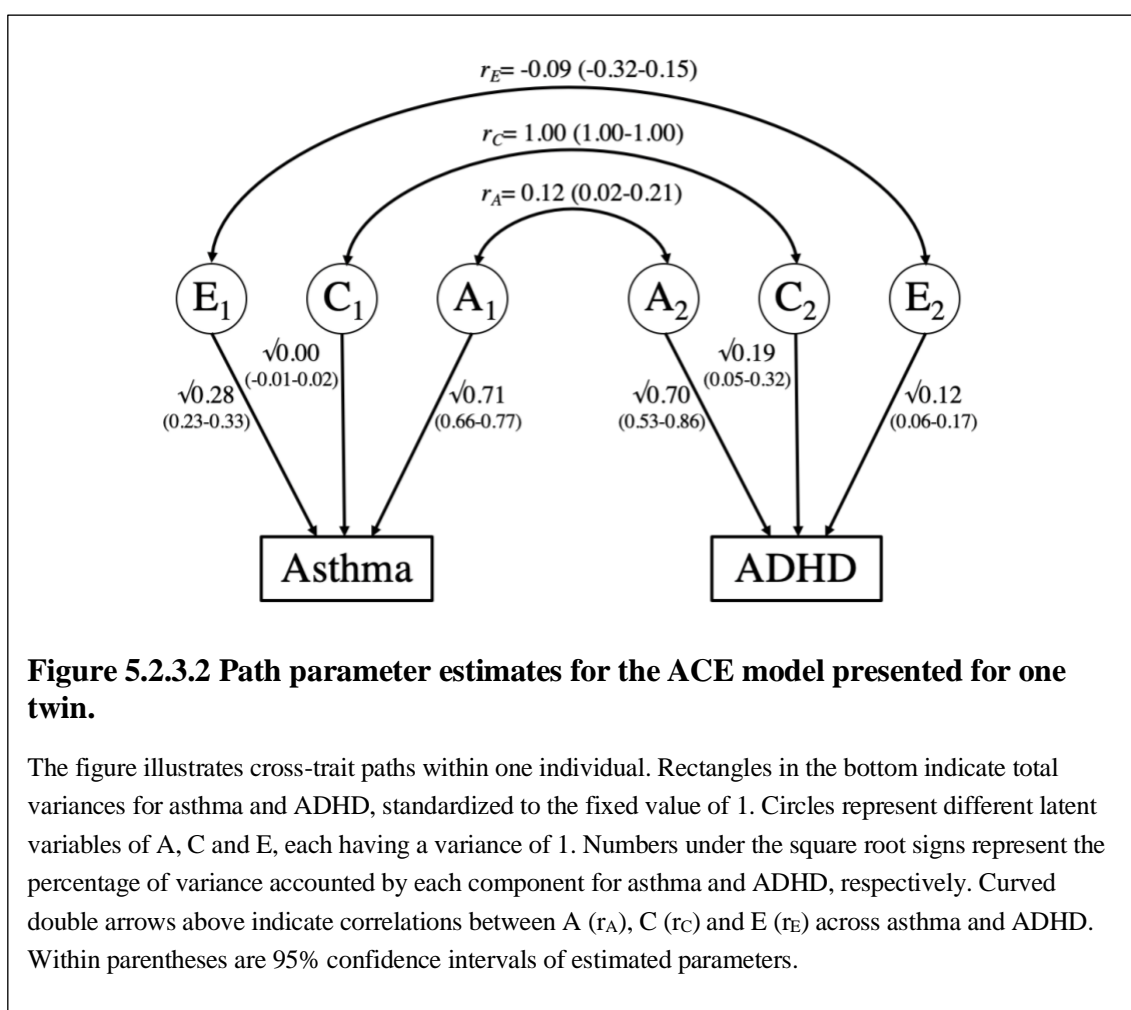 rE= -0.09 (-0.32-0.15)
rC= 1.00 (1.00-1.00)
rA= 0.12 (0.02-0.21)
E1 C1 A1 A2 C2 E2
√0.28
(0.23-0.33)
√0.00
(-0.01-0.02)
√0.71
(0.66-0.77)
√0.70
(0.53-0.86)
√0.19
(0.05-0.32)
√0.12
(0.06-0.17)
Asthma
ADHD
Figure 5.2.3.2 Path parameter estimates for the ACE model presented for one
twin.
The figure illustrates cross-trait paths within one individual. Rectangles in the bottom indicate total
variances for asthma and ADHD, standardized to the fixed value of 1. Circles represent different latent
variables of A, C and E, each having a variance of 1. Numbers under the square root signs represent the
percentage of variance accounted by each component for asthma and ADHD, respectively. Curved
double arrows above indicate correlations between A (rA), C (rC) and E (rE) across asthma and ADHD.
Within parentheses are 95% confidence intervals of estimated parameters.